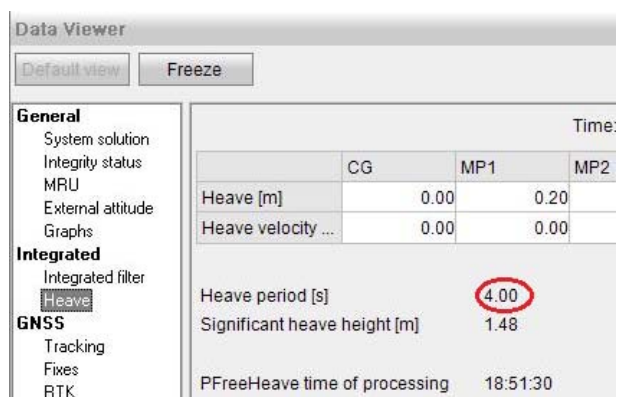 Data Viewer
Default view Freeze
General
System solution
Integrity status
MRU
External attitude
Graphs
Integrated
Integrated filter
Heave
GNSS
Tracking
Fixes
RTK
Time:
CG MP1 MP2
Heave [m] 0.00 0.20
Heave velocity ... 0.00 0.00
Heave period [s] 4.00
Significant heave height [m] 1.48
PFreeHeave time of processing 18:51:30